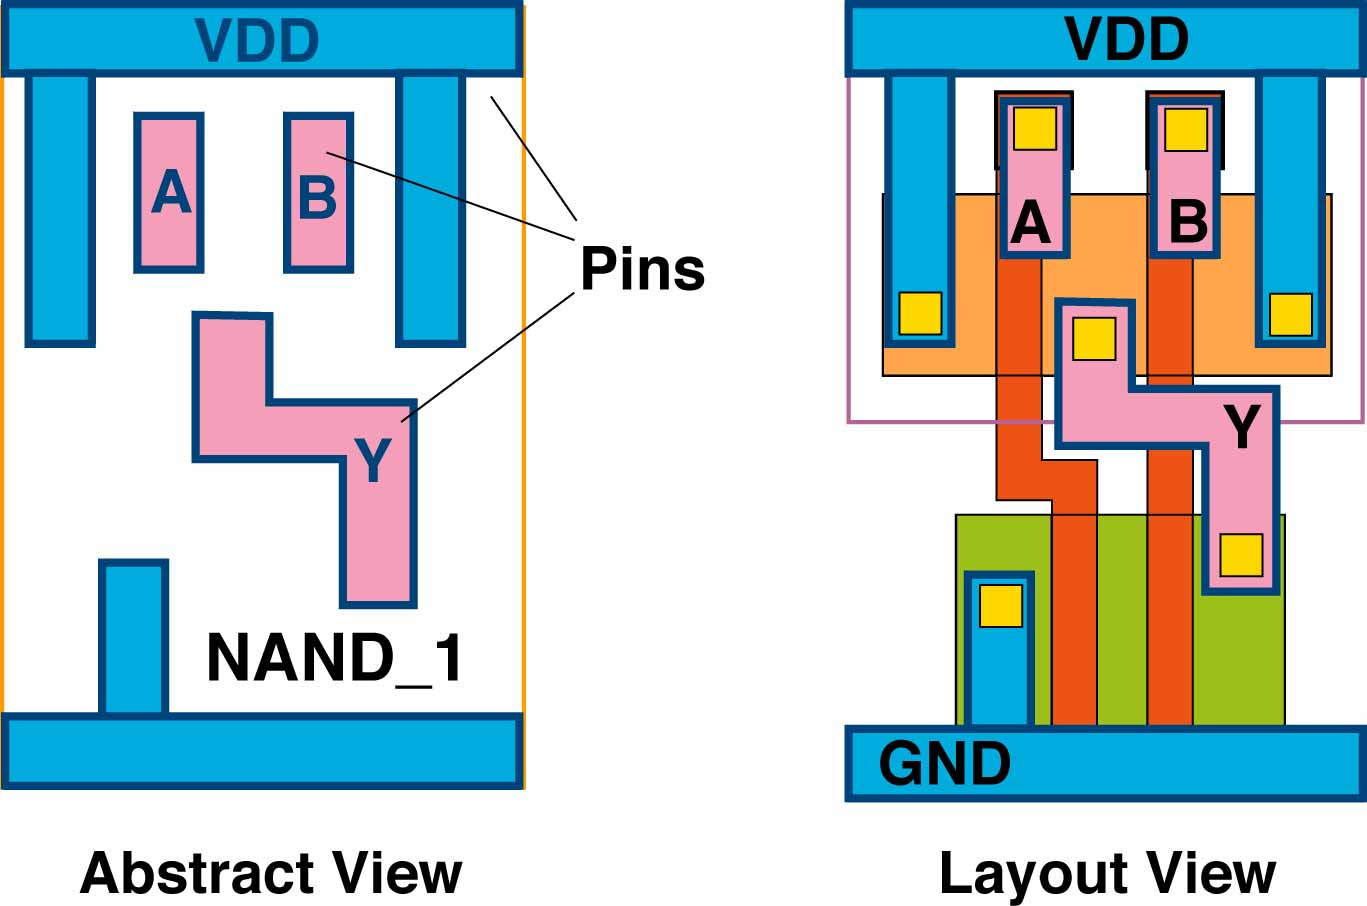 VDD
A
B
Pins
Y
NAND_1
Abstract View
VDD
A
B
Y
GND
Layout View